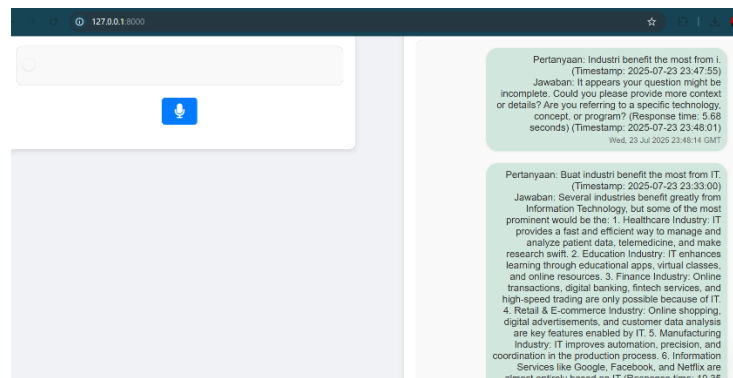 127.0.0.1:8000
Pertanyaan: Industri benefit the most from i.
(Timestamp: 2025-07-23 23:47:55)
Jawaban: It appears your question might be
incomplete. Could you please provide more context
or details? Are you referring to a specific technology,
concept, or program? (Response time: 5.68
seconds) (Timestamp: 2025-07-23 23:48:01)
Wed, 23 Jul 2025 23:48:14 GMT
Pertanyaan: Buat industri benefit the most from IT.
(Timestamp: 2025-07-23 23:33:00)
Jawaban: Several industries benefit greatly from
Information Technology, but some of the most
prominent would be the: 1. Healthcare Industry: IT
provides a fast and efficient way to manage and
analyze patient data, telemedicine, and make
research swift. 2. Education Industry: IT enhances
learning through educational apps, virtual classes,
and online resources. 3. Finance Industry: Online
transactions, digital banking, fintech services, and
high-speed trading are only possible because of IT.
4. Retail & E-commerce Industry: Online shopping,
digital advertisements, and customer data analysis
are key features enabled by IT. 5. Manufacturing
Industry: IT improves automation, precision, and
coordination in the production process. 6. Information
Services like Google, Facebook, and Netflix are
almost entirely based on IT (Response time: 10.35